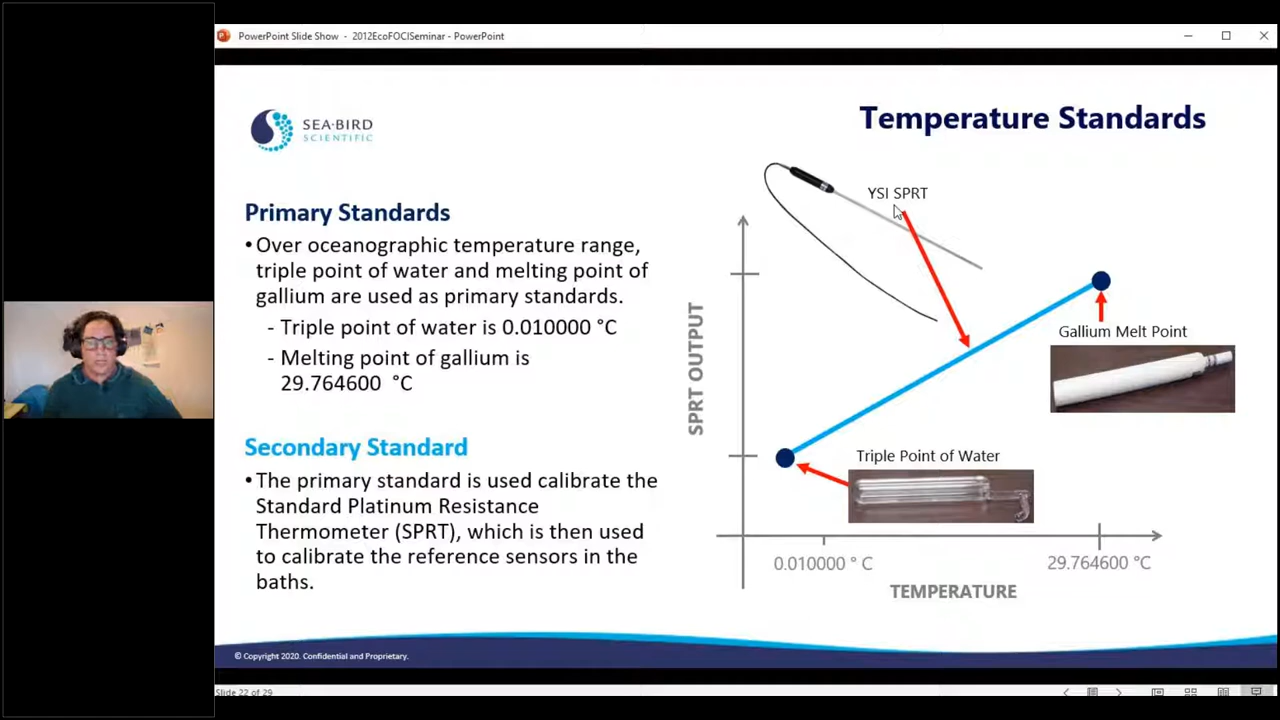 PowerPoint Slide Show - 2012EcoFOCISeminar - PowerPoint
SEA·BIRD
SCIENTIFIC
Temperature Standards
Primary Standards
•Over oceanographic temperature range,
triple point of water and melting point of
gallium are used as primary standards.
- Triple point of water is 0.010000 °C
- Melting point of gallium is
29.764600 °C
Secondary Standard
•The primary standard is used calibrate the
Standard Platinum Resistance
Thermometer (SPRT), which is then used
to calibrate the reference sensors in the
baths.
YSI SPRT
SPRT OUTPUT
Gallium Melt Point
Triple Point of Water
0.010000 ° C
29.764600 °C
TEMPERATURE
© Copyright 2020. Confidential and Proprietary.
Slide 22 of 29